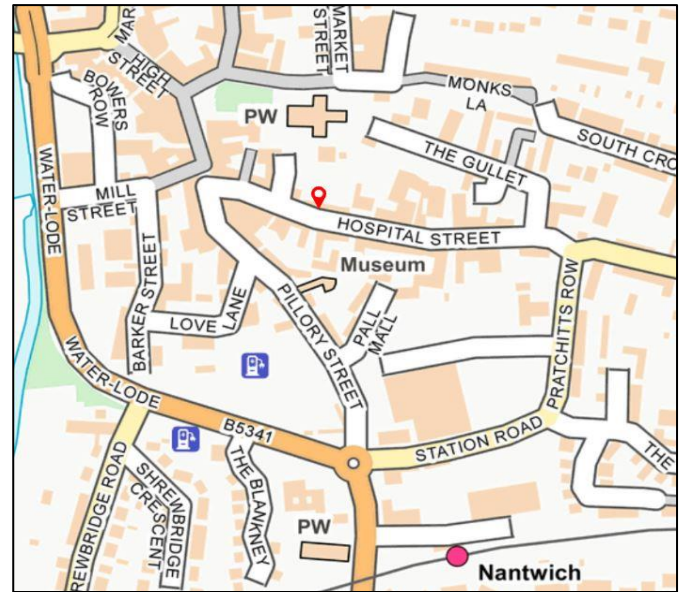 MAR
HIGH
STREET
MARKET
STREET
BOWERS
ROW
MONKS
LA
PW
SOUTH CRO
THE GULLET
WATER-LODE
MILL
STREET
HOSPITAL STREET
BARKER STREET
Museum
PILLORY STREET
LOVE LANE
PALL
MALL
PRATCHITTS ROW
WATER-LODE
B5341
STATION ROAD
REWBRIDGE ROAD
SHREWBRIDGE
CRESCENT
THE BLANKNEY
THE
PW
Nantwich